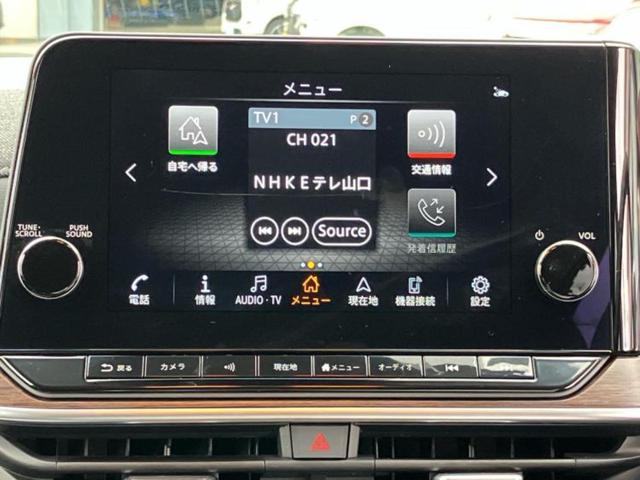 メニュー
TV1 P2
CH 021
自宅へ帰る
交通情報
NHKEテレ山口
Source
発着信履歴
TUNE・SCROLL
PUSH SOUND
VOL
電話
情報
AUDIO・TV
メニュー
現在地
機器接続
設定
戻る
カメラ
現在地
メニュー
オーディオ